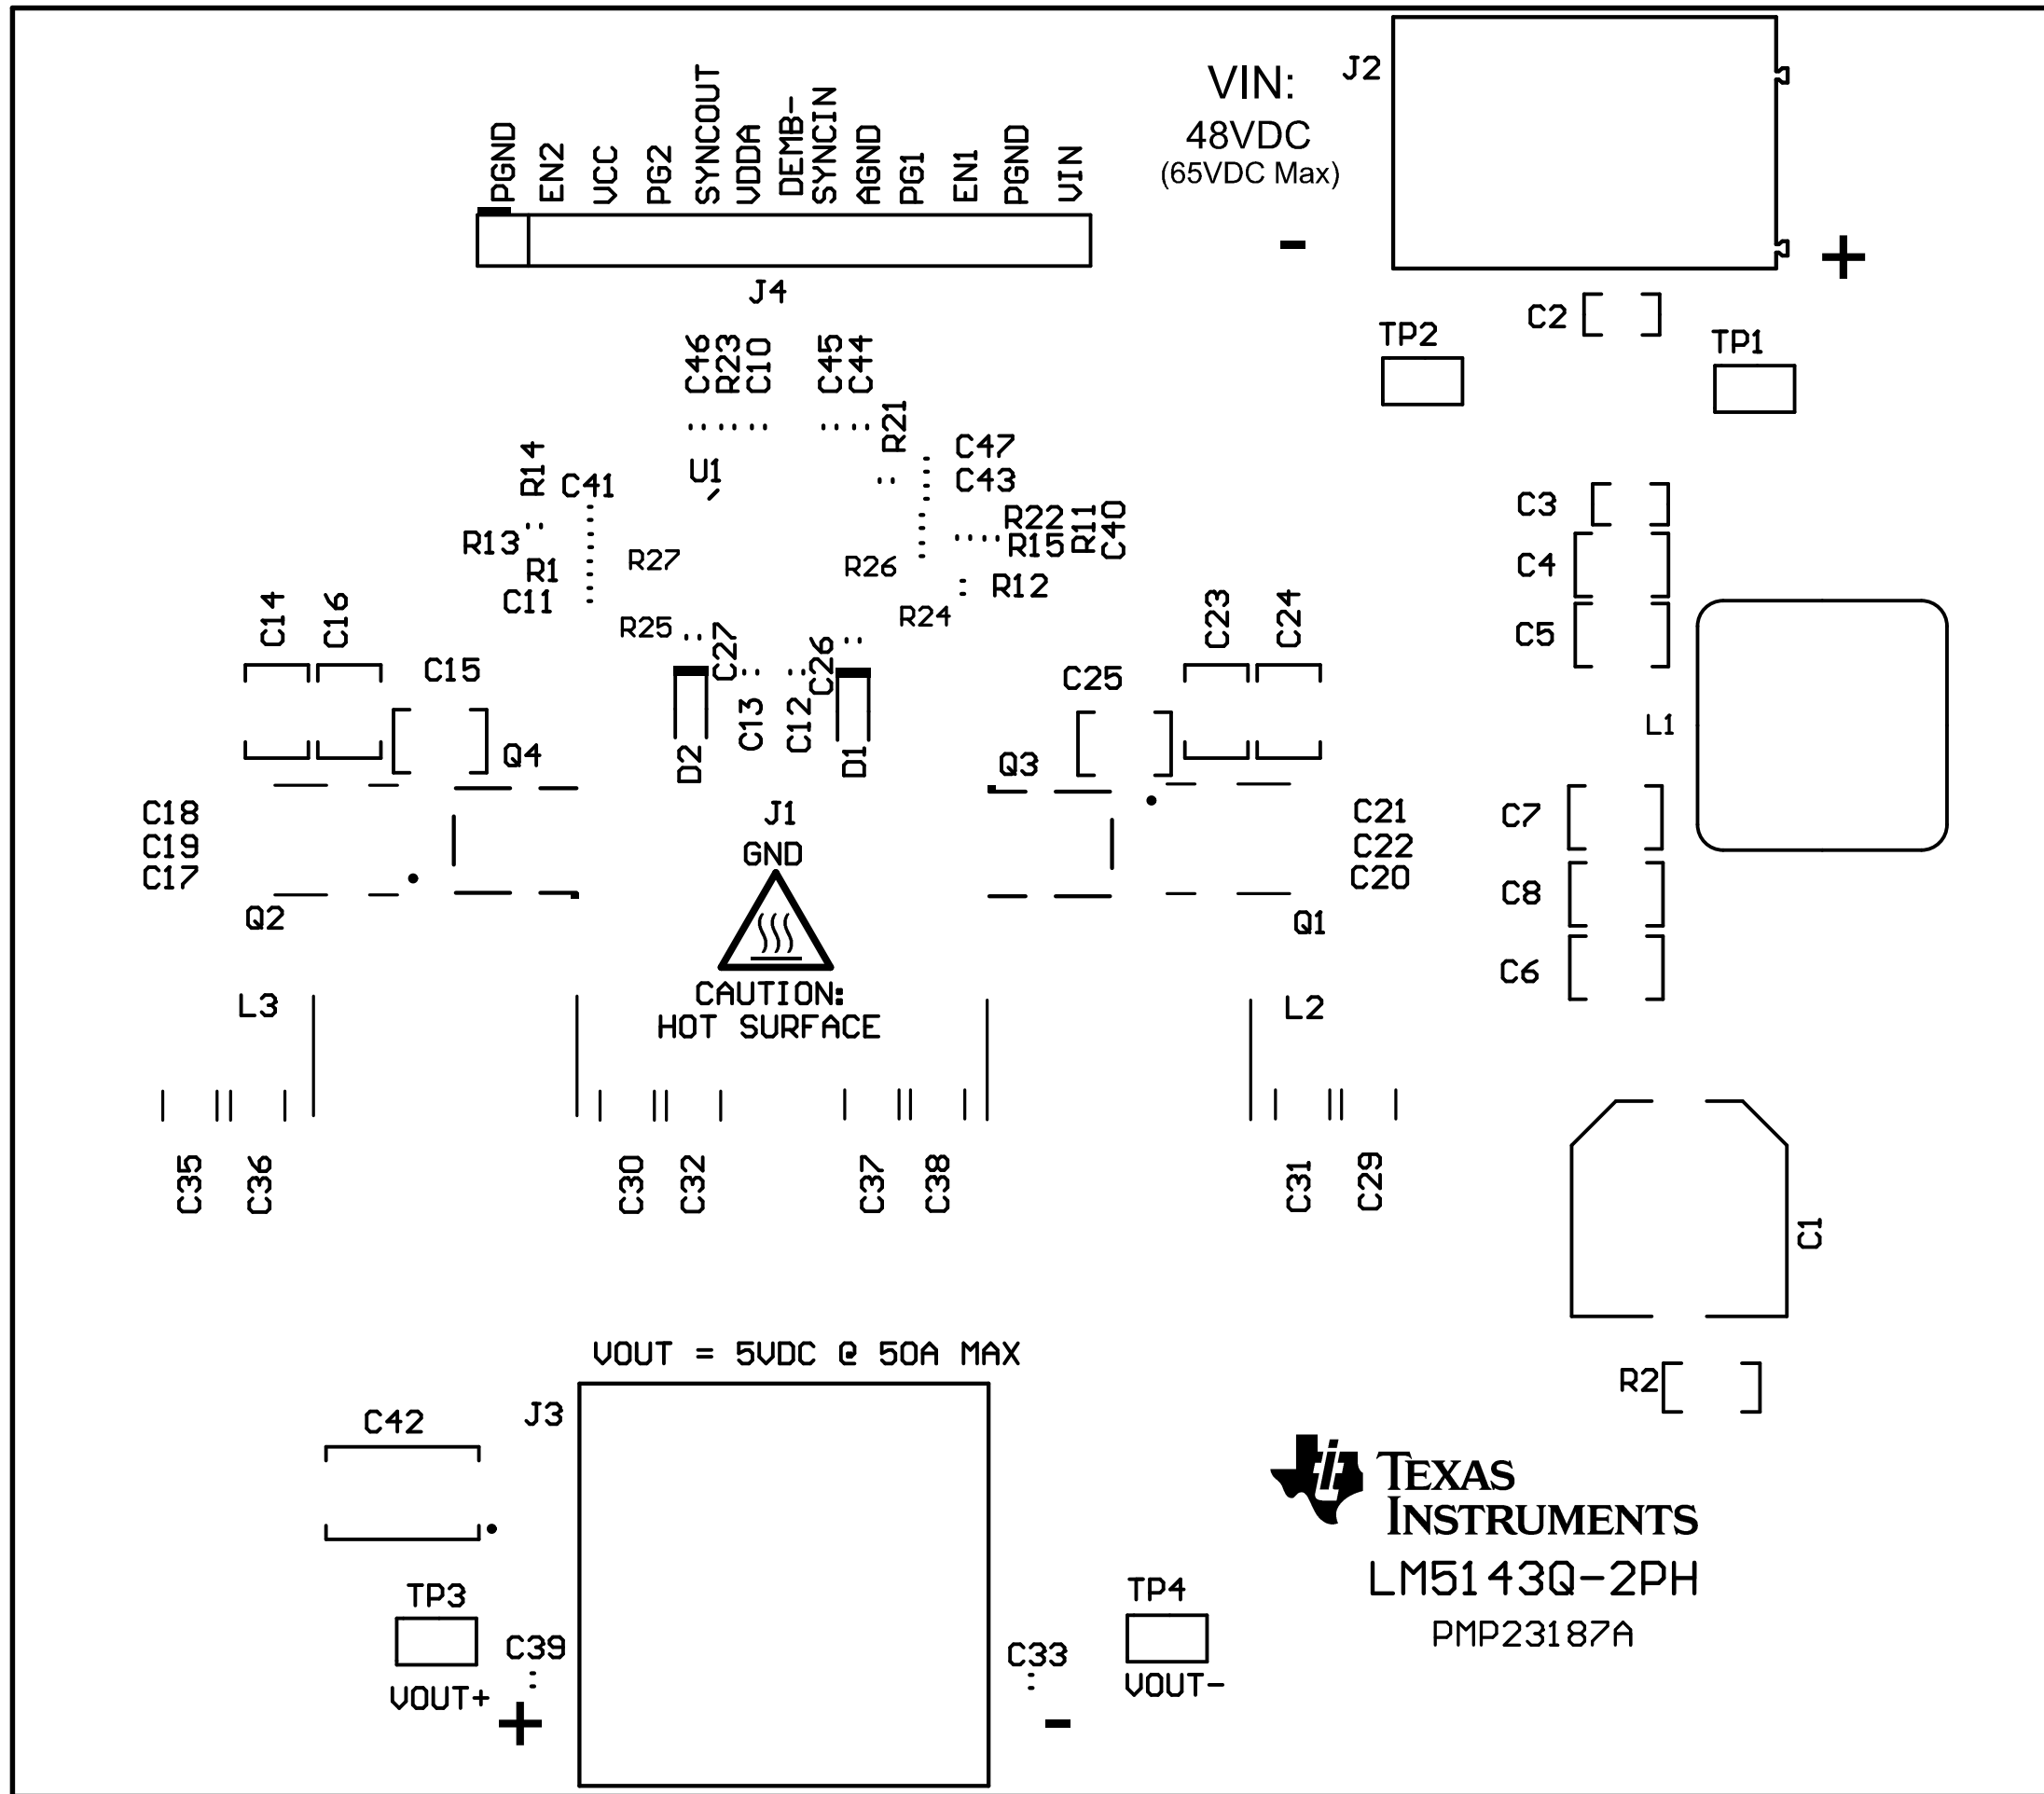 J2
VIN:
48VDC
(65VDC Max)
PGND
EN2
VCC
PG2
SYNCOUT
VDDA
DEMB-
SYNCIN
AGND
PG1
EN1
PGND
VIN
-
+
J4
C2
TP2
TP1
C46
R23
C10
C45
C44
R21
C47
C43
R14
C41
U1
C3
R13
R22
R15
R11
C40
R1
R27
R26
C4
C11
R12
C14
C16
R25
C27
C26
R24
C23
C24
C5
C15
C25
L1
C13
C12
D2
D1
Q4
Q3
C18
C19
C17
J1
GND
C21
C22
C20
C7
C8
Q2
Q1
C6
L3
CAUTION:
HOT SURFACE
L2
C35
C36
C30
C32
C37
C38
C31
C29
C1
VOUT = 5VDC @ 50A MAX
R2
C42
J3
TEXAS
INSTRUMENTS
LM5143Q-2PH
PMP23187A
TP3
TP4
C39
C33
VOUT+
VOUT-
+
-